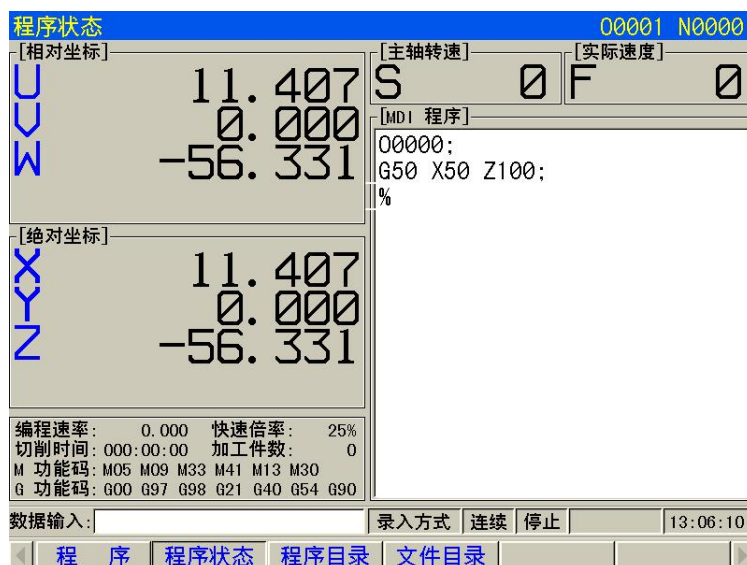 程序状态 O0001 N0000
[相对坐标] [主轴转速] [实际速度]
U 11.407 S 0 F 0
V 0.000
W -56.331
[MDI 程序]
O0000;
G50 X50 Z100;
%
[绝对坐标]
X 11.407
Y 0.000
Z -56.331
编程速率: 0.000 快速倍率: 25%
切削时间: 000:00:00 加工件数: 0
M 功能码: M05 M09 M33 M41 M13 M30
G 功能码: G00 G97 G98 G21 G40 G54 G90
数据输入: 录入方式 连续 停止 13:06:10
程 序 程序状态 程序目录 文件目录